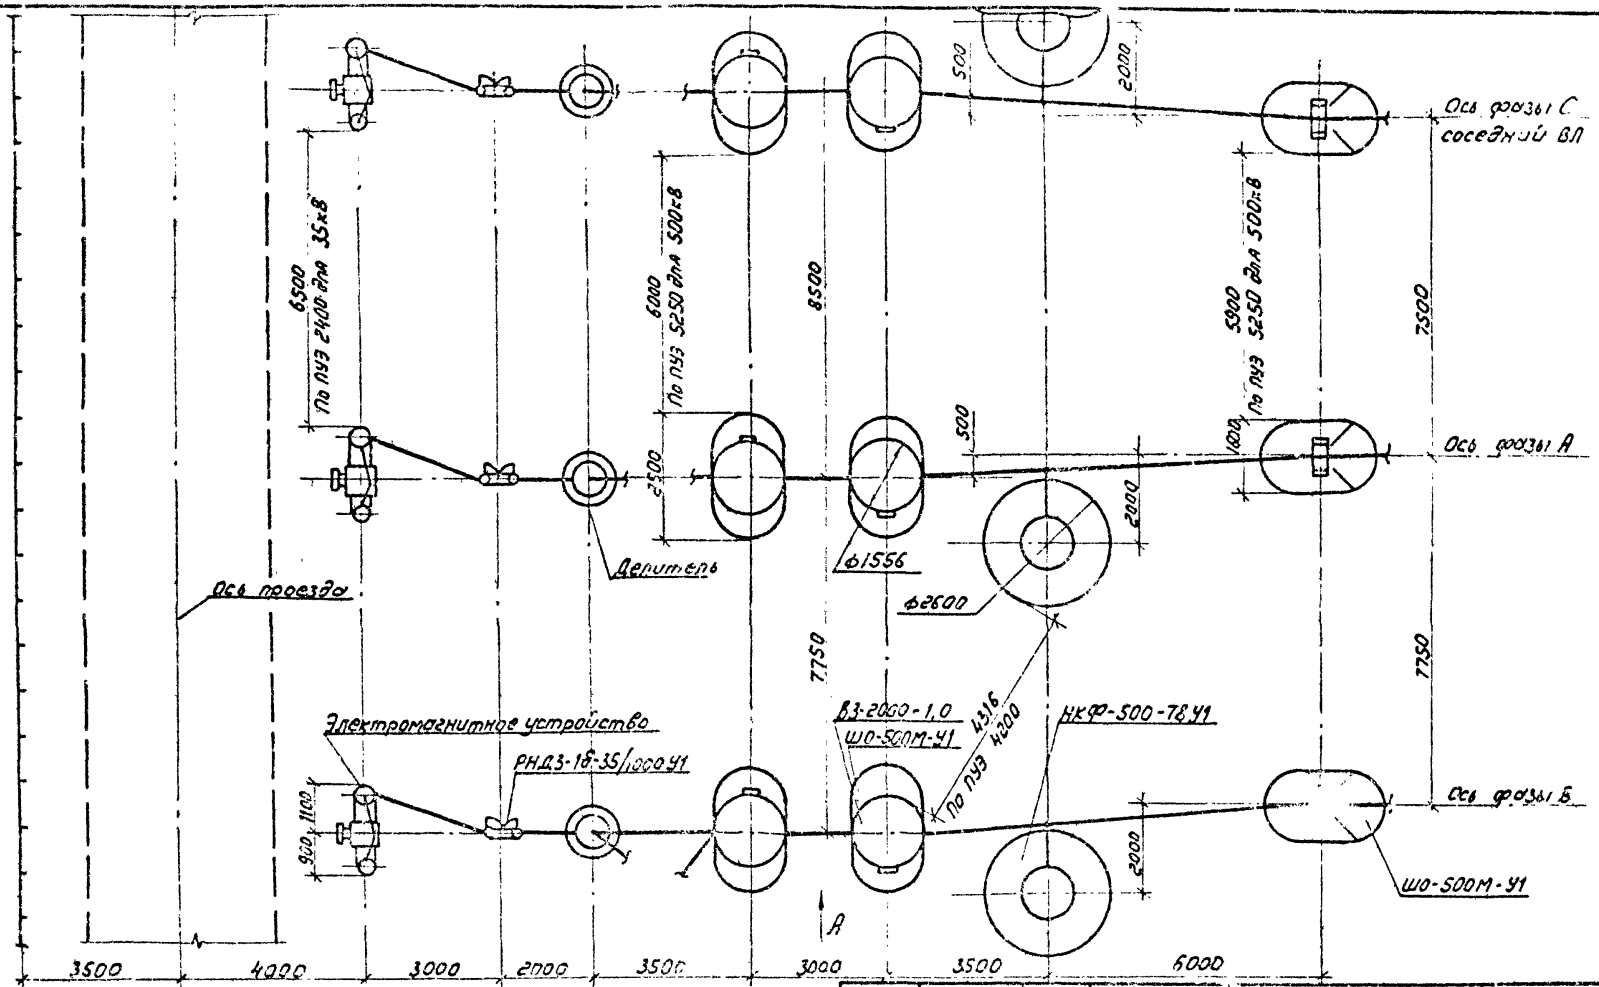 500
2000
Ось фазы С
соседний ВЛ
6500
По ПУЭ 2400 для 35кВ
6000
По ПУЭ 5250 для 500кВ
8500
5900
По ПУЭ 5250 для 500кВ
7500
2500
500
2000
1800
Ось фазы А
Делитель
ф1556
ф2600
Ось проезда
7750
7750
4316
По ПУЭ 4200
Электромагнитное устройство
РНДЗ-1б-35/1000У1
ВЗ-2000-1,0
ШО-500М-У1
НКФ-500-78У1
1100
900
2000
Ось фазы В
ШО-500М-У1
А
3500
4000
3000
2000
3500
3000
3500
6000